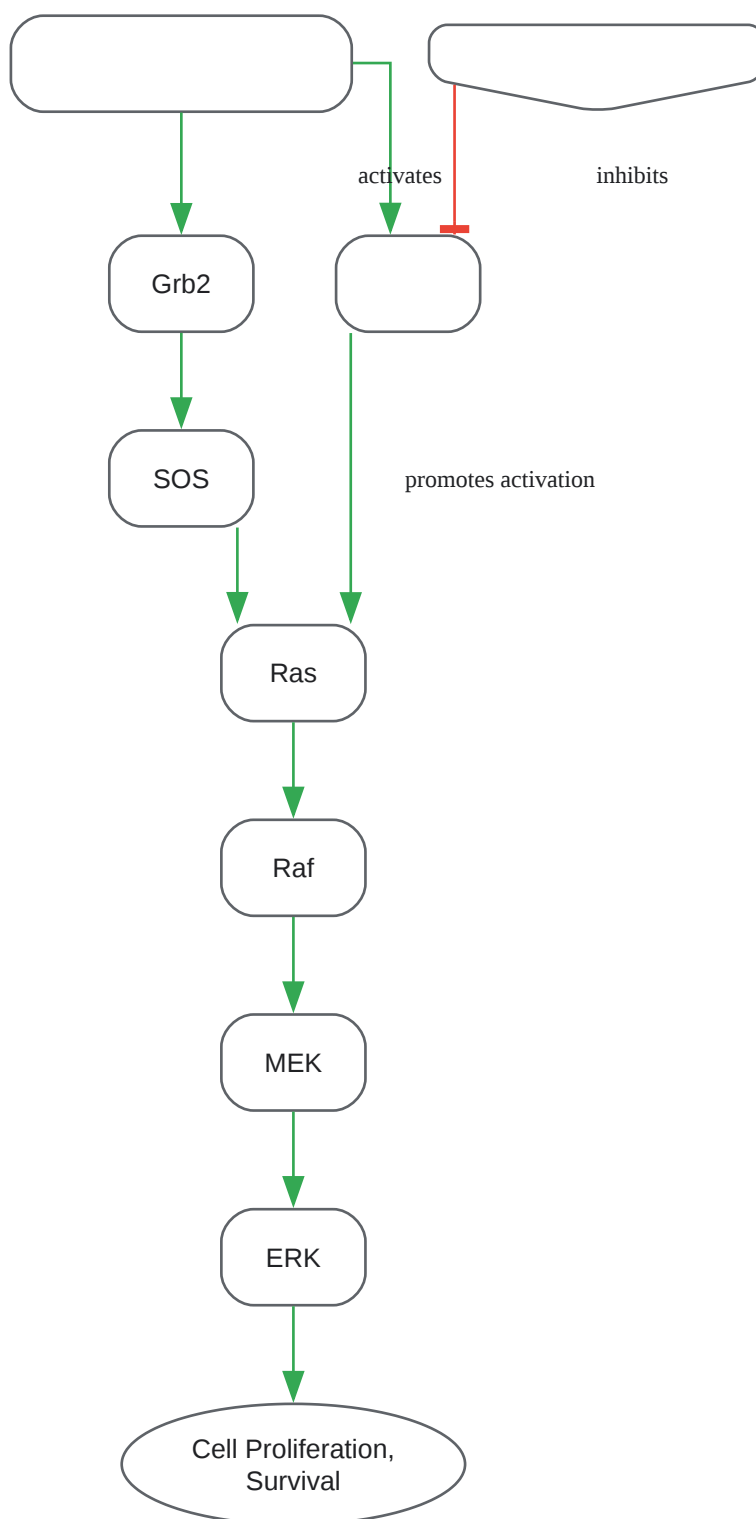 activates
inhibits
Grb2
SOS
promotes activation
Ras
Raf
MEK
ERK
Cell Proliferation,
Survival